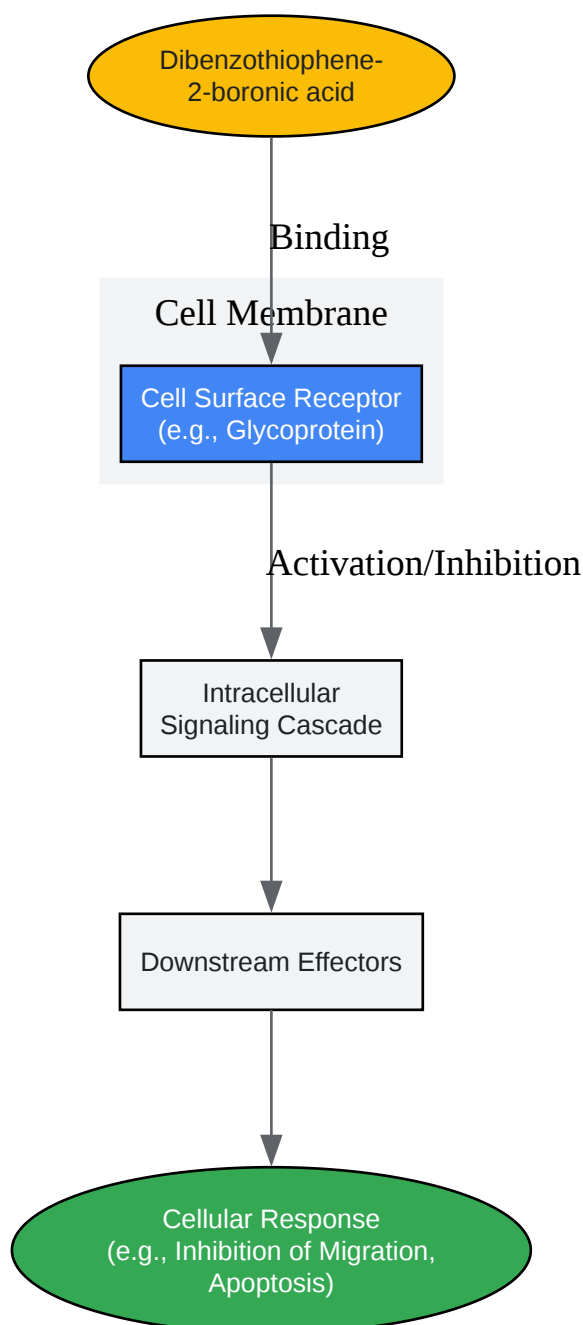 Dibenzothiophene-
2-boronic acid
Binding
Cell Membrane
Cell Surface Receptor
(e.g., Glycoprotein)
Activation/Inhibition
Intracellular
Signaling Cascade
Downstream Effectors
Cellular Response
(e.g., Inhibition of Migration,
Apoptosis)